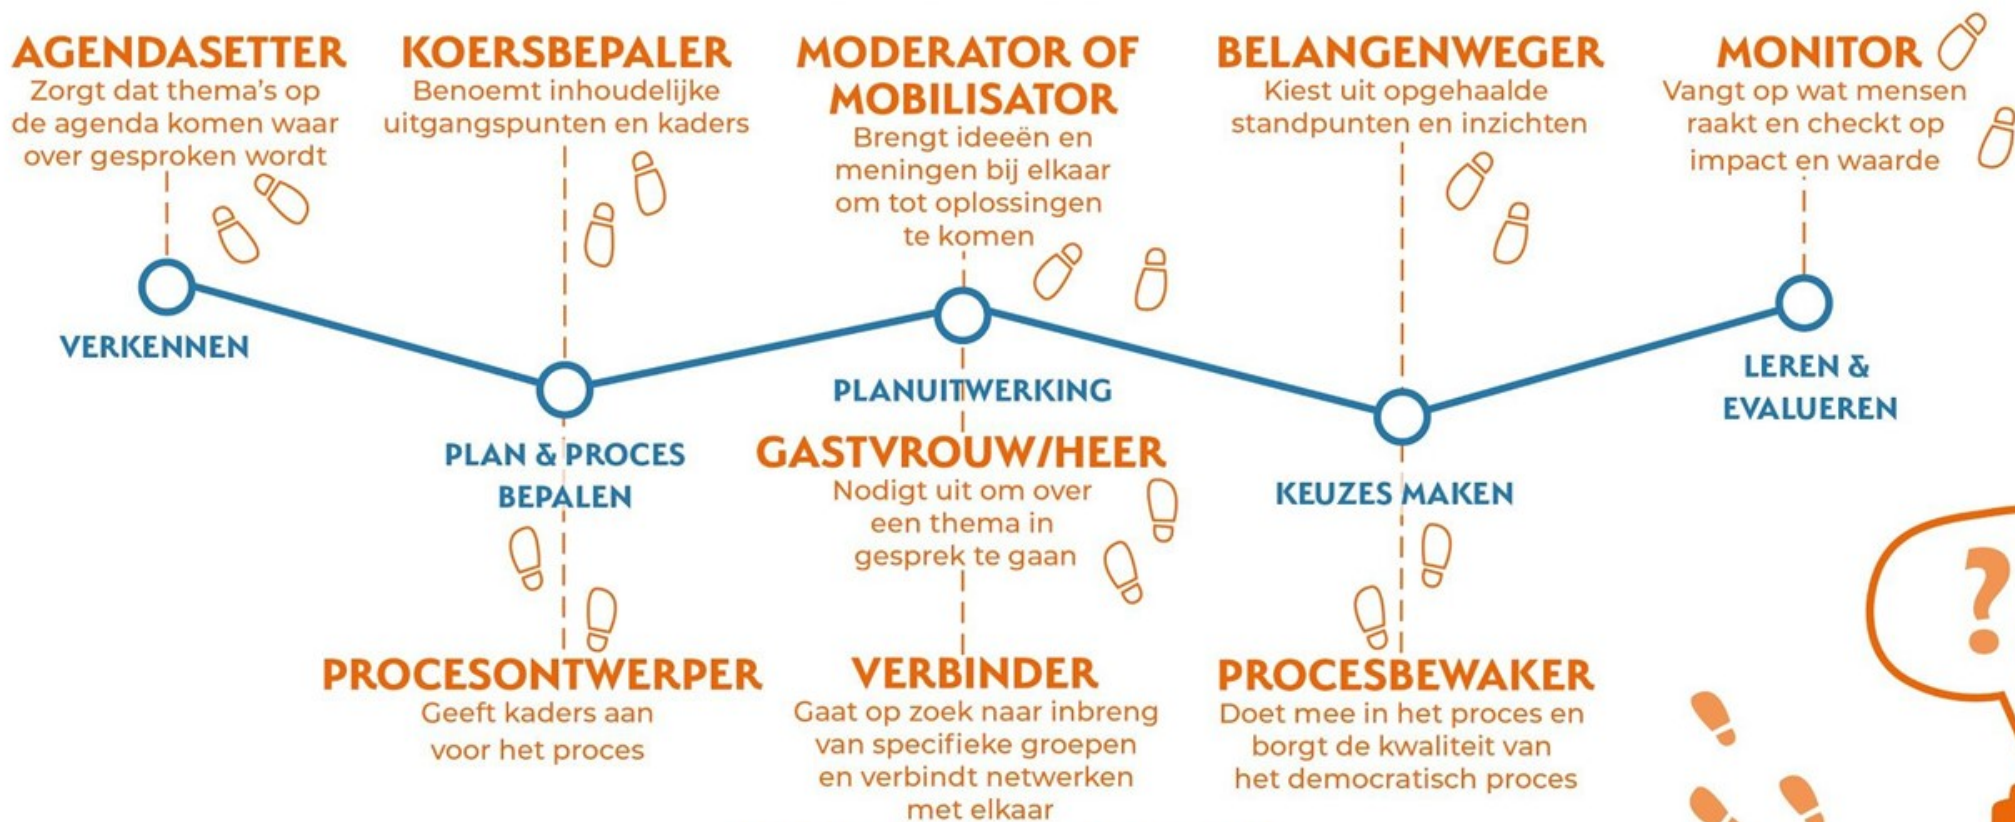 AGENDASETTER
Zorgt dat thema's op
de agenda komen waar
over gesproken wordt
VERKENNEN
KOERSBEPALER
Benoemt inhoudelijke
uitgangspunten en kaders
PLAN & PROCES
BEPALEN
PROCESONTWERPER
Geeft kaders aan
voor het proces
MODERATOR OF
MOBILISATOR
Brengt ideeën en
meningen bij elkaar
om tot oplossingen
te komen
PLANUITWERKING
GASTVROUW/HEER
Nodigt uit om over
een thema in
gesprek te gaan
VERBINDER
Gaat op zoek naar inbreng
van specifieke groepen
en verbindt netwerken
met elkaar
BELANGENWEGER
Kiest uit opgehaalde
standpunten en inzichten
KEUZES MAKEN
PROCESBEWAKER
Doet mee in het proces en
borgt de kwaliteit van
het democratisch proces
MONITOR
Vangt op wat mensen
raakt en checkt op
impact en waarde
LEREN &
EVALUEREN
?